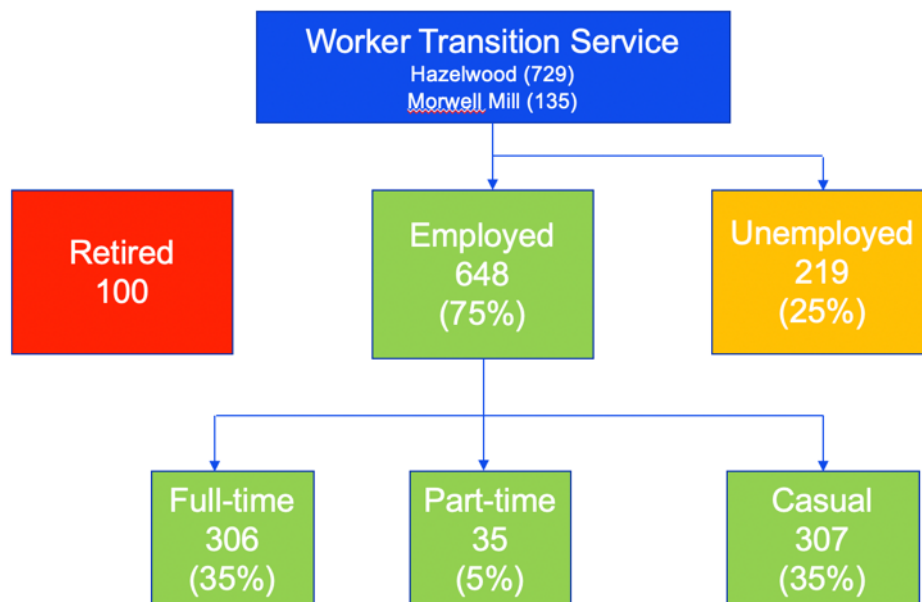 Worker Transition Service
Hazelwood (729)
Morwell Mill (135)
Retired
100
Employed
648
(75%)
Unemployed
219
(25%)
Full-time
306
(35%)
Part-time
35
(5%)
Casual
307
(35%)